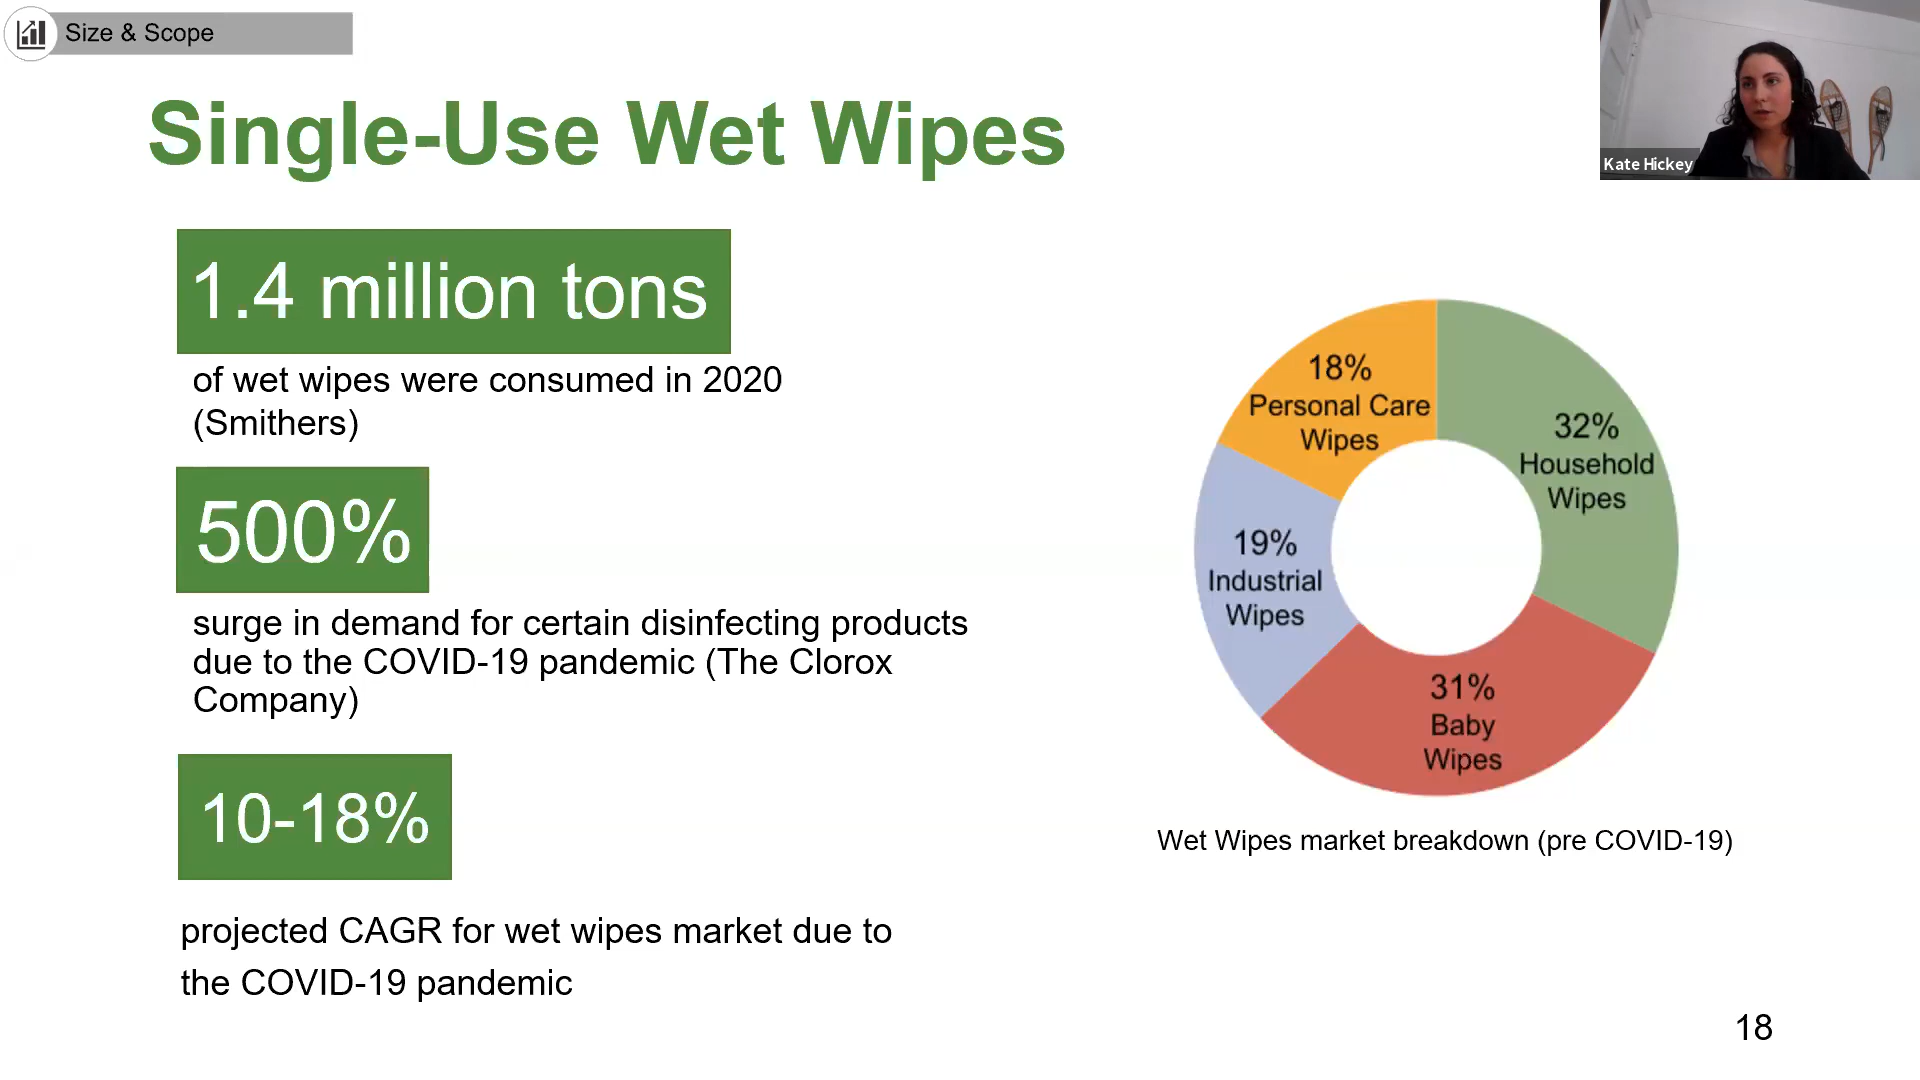 Size & Scope
Single-Use Wet Wipes
Kate Hickey
1.4 million tons
of wet wipes were consumed in 2020
(Smithers)
500%
surge in demand for certain disinfecting products
due to the COVID-19 pandemic (The Clorox
Company)
10-18%
projected CAGR for wet wipes market due to
the COVID-19 pandemic
18%
Personal Care
Wipes
32%
Household
Wipes
19%
Industrial
Wipes
31%
Baby
Wipes
Wet Wipes market breakdown (pre COVID-19)
18